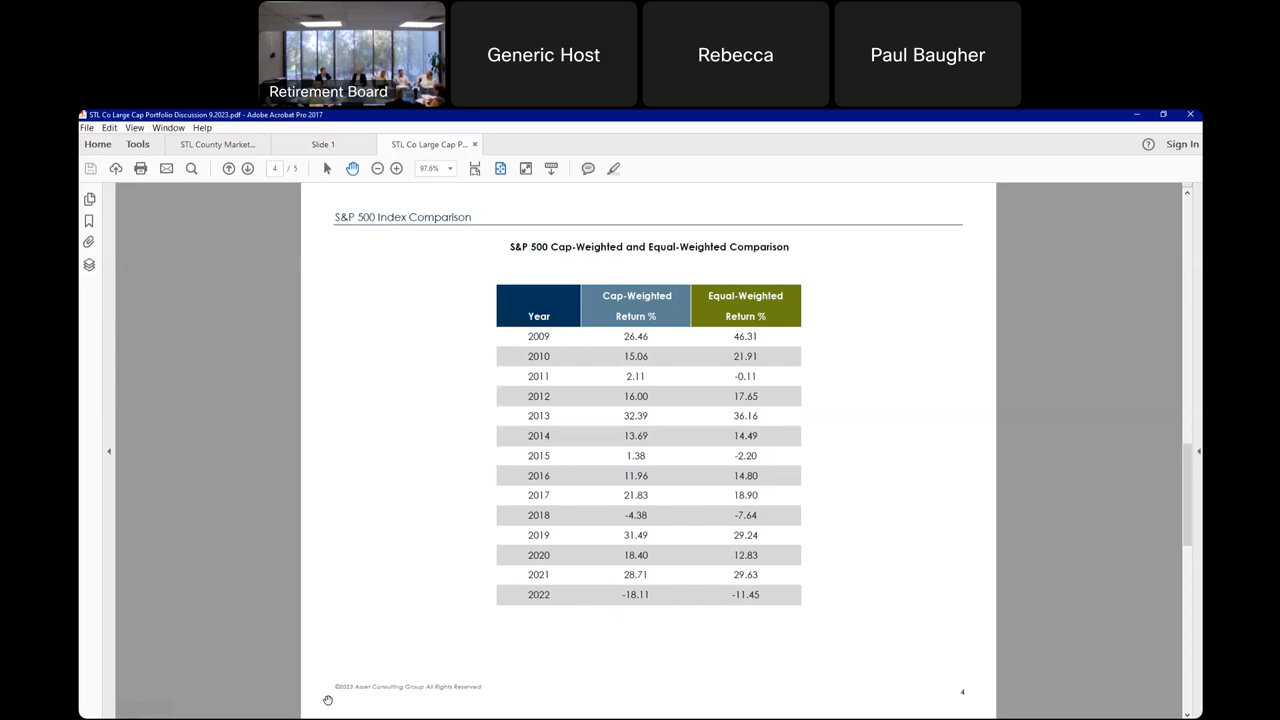 Generic Host
Rebecca
Paul Baugher
Retirement Board
STL Co Large Cap Portfolio Discussion 9.2023.pdf - Adobe Acrobat Pro 2017
File Edit View Window Help
Home Tools STL County Market... Slide 1 STL Co Large Cap P... ×
4 / 5 97.6% Sign In
S&P 500 Index Comparison
S&P 500 Cap-Weighted and Equal-Weighted Comparison
Cap-Weighted Equal-Weighted
Year Return % Return %
2009 26.46 46.31
2010 15.06 21.91
2011 2.11 -0.11
2012 16.00 17.65
2013 32.39 36.16
2014 13.69 14.49
2015 1.38 -2.20
2016 11.96 14.80
2017 21.83 18.90
2018 -4.38 -7.64
2019 31.49 29.24
2020 18.40 12.83
2021 28.71 29.63
2022 -18.11 -11.45
©2023 Asset Consulting Group All Rights Reserved
4